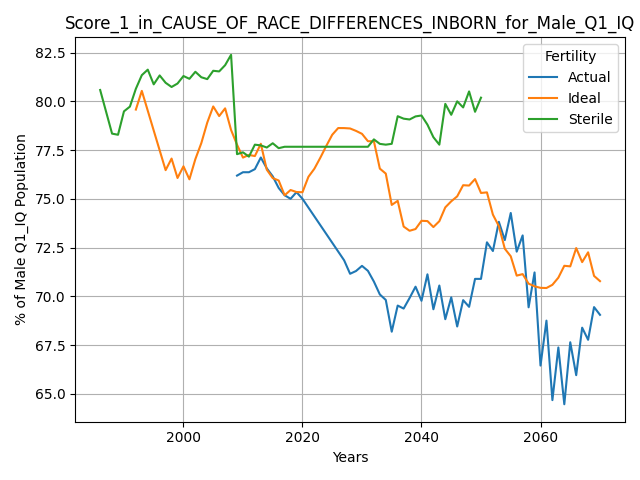 Score_1_in_CAUSE_OF_RACE_DIFFERENCES_INBORN_for_Male_Q1_IQ
Fertility
Actual
Ideal
Sterile
% of Male Q1_IQ Population
82.5
80.0
77.5
75.0
72.5
70.0
67.5
65.0
2000
2020
2040
2060
Years